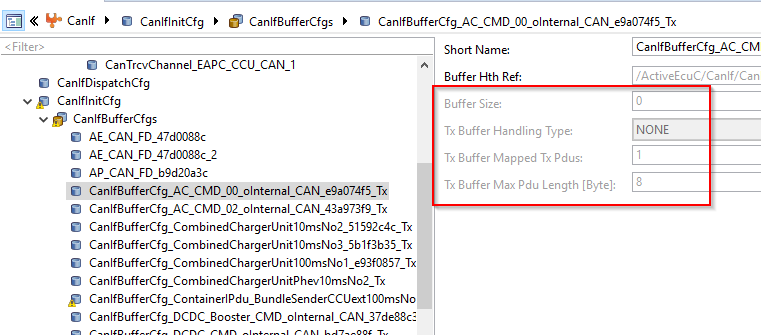 CanIf CanIfInitCfg CanIfBufferCfgs CanIfBufferCfg_AC_CMD_00_oInternal_CAN_e9a074f5_Tx
<Filter>
CanTrcvChannel_EAPC_CCU_CAN_1
CanIfDispatchCfg
CanIfInitCfg
CanIfBufferCfgs
AE_CAN_FD_47d0088c
AE_CAN_FD_47d0088c_2
AP_CAN_FD_b9d20a3c
CanIfBufferCfg_AC_CMD_00_oInternal_CAN_e9a074f5_Tx
CanIfBufferCfg_AC_CMD_02_oInternal_CAN_43a973f9_Tx
CanIfBufferCfg_CombinedChargerUnit10msNo2_51592c4c_Tx
CanIfBufferCfg_CombinedChargerUnit10msNo3_5b1f3b35_Tx
CanIfBufferCfg_CombinedChargerUnit100msNo1_e93f0857_Tx
CanIfBufferCfg_CombinedChargerUnitPhev10msNo2_Tx
CanIfBufferCfg_ContainerIPdu_BundleSenderCCUext100msNo
CanIfBufferCfg_DCDC_Booster_CMD_oInternal_CAN_37de88c3
Short Name: CanIfBufferCfg_AC_CM
Buffer Hth Ref: /ActiveEcuC/CanIf/Can
Buffer Size: 0
Tx Buffer Handling Type: NONE
Tx Buffer Mapped Tx Pdus: 1
Tx Buffer Max Pdu Length [Byte]: 8